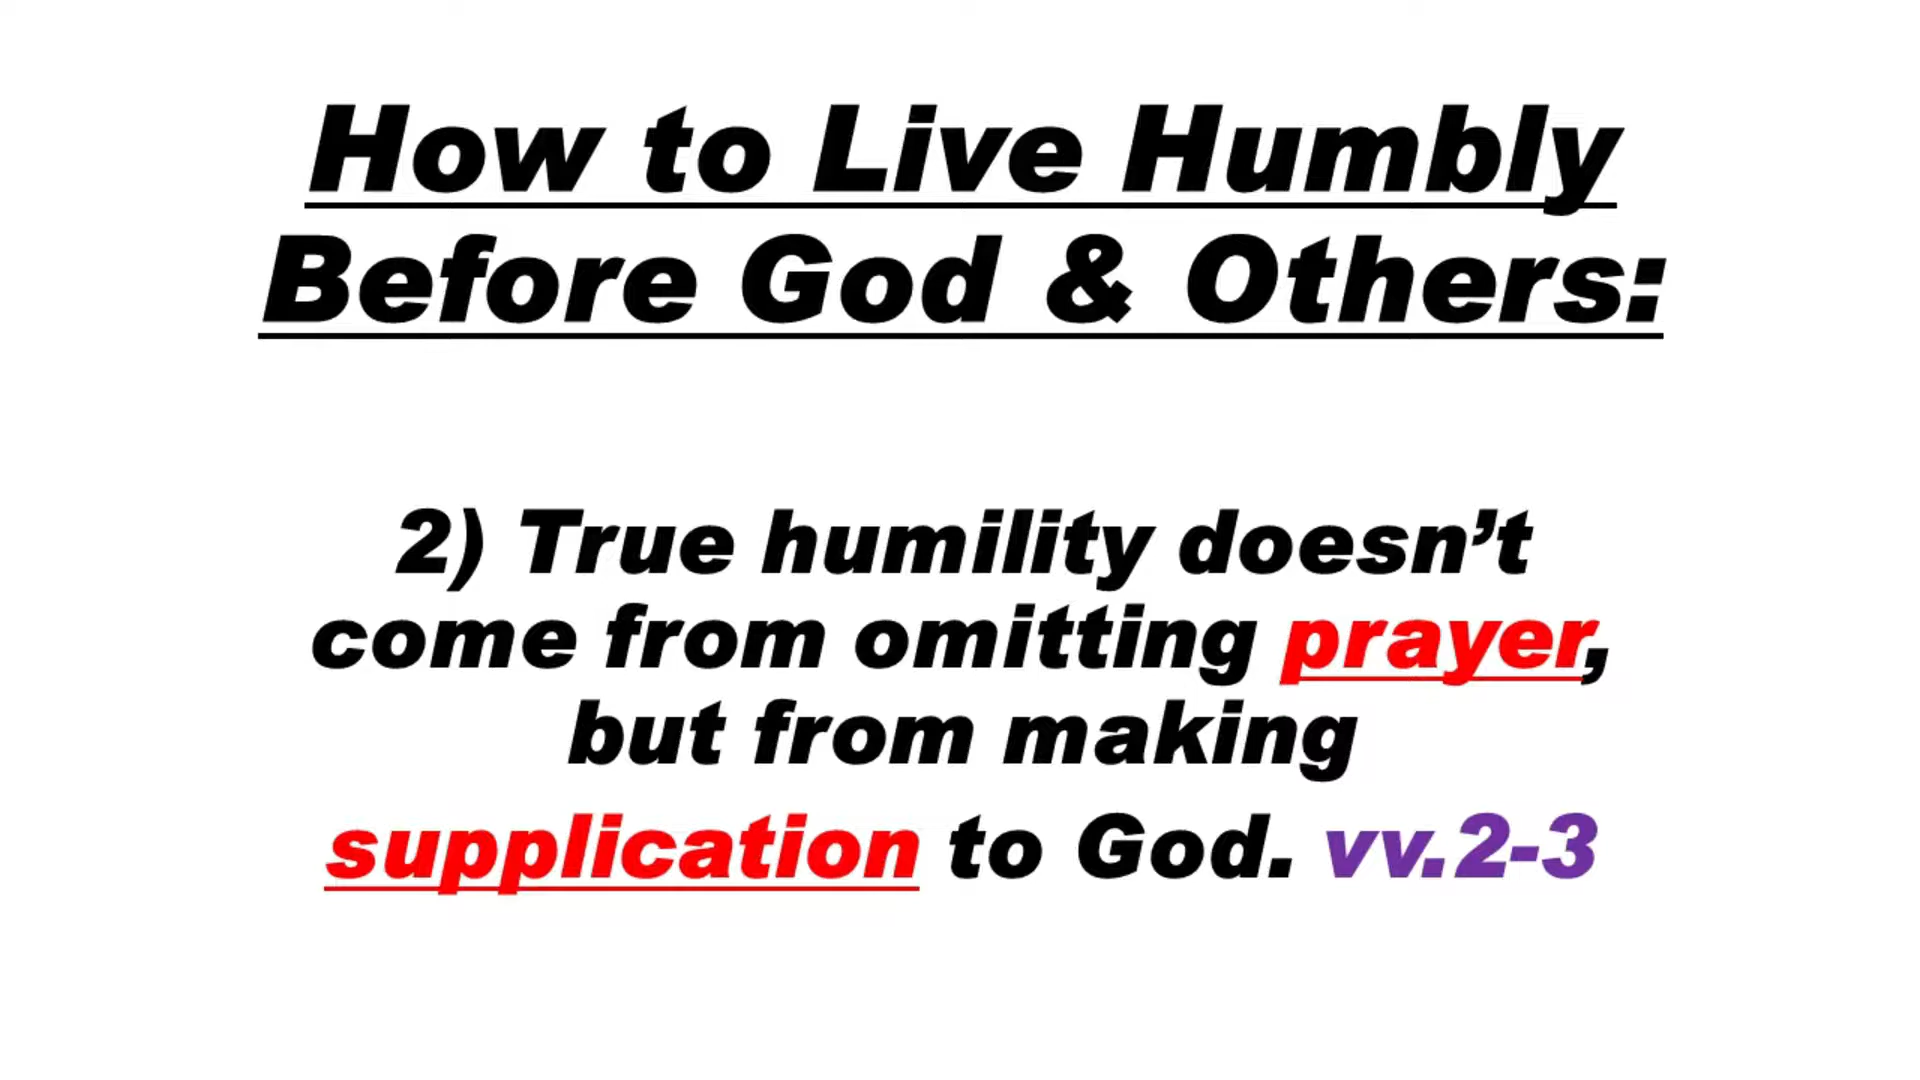 How to Live Humbly
Before God & Others:
2) True humility doesn’t
come from omitting prayer,
but from making
supplication to God. vv.2-3